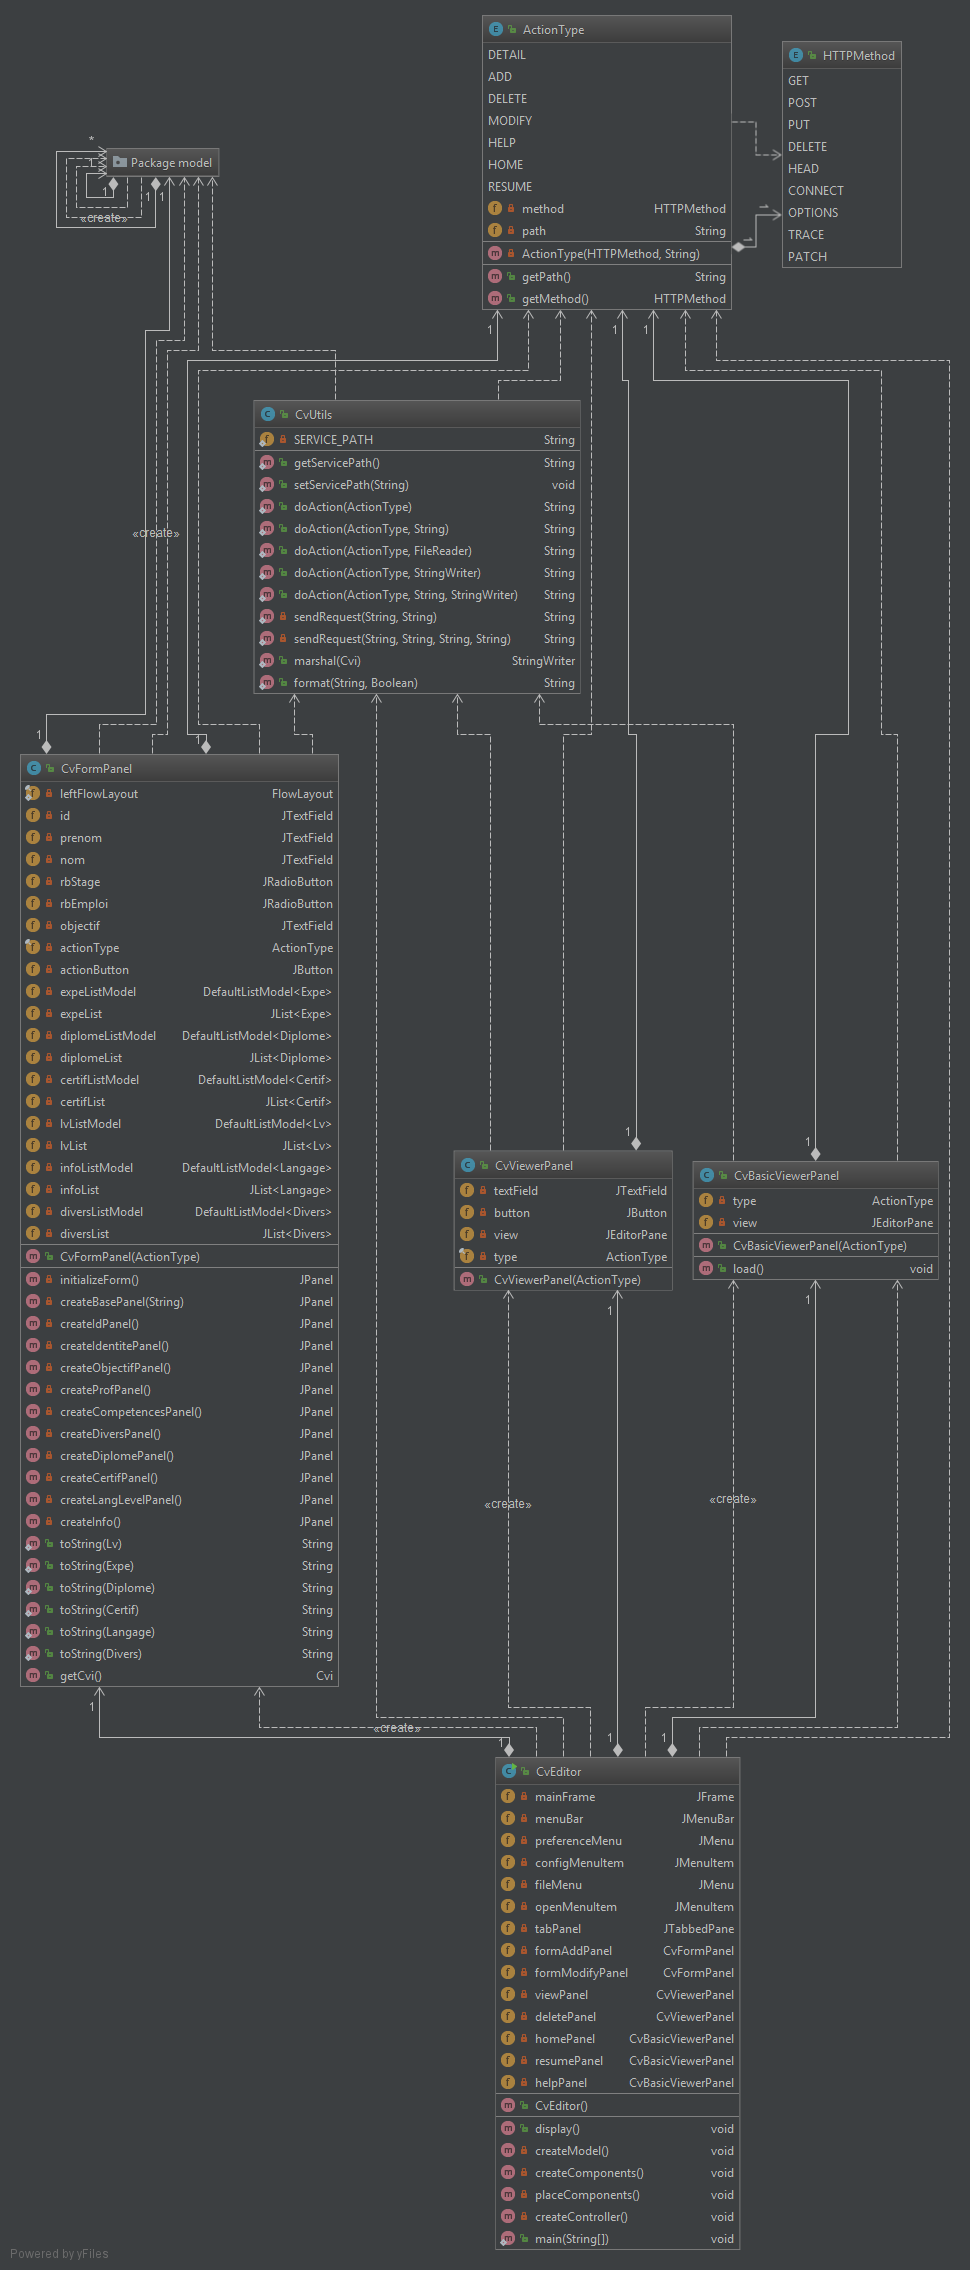 ActionType
DETAIL
ADD
DELETE
MODIFY
HELP
HOME
RESUME
method HTTPMethod
path String
ActionType(HTTPMethod, String)
getPath() String
getMethod() HTTPMethod
HTTPMethod
GET
POST
PUT
DELETE
HEAD
CONNECT
OPTIONS
TRACE
PATCH
1
1
*
Package model
1
1
1
«create»
1
1
1
CvUtils
SERVICE_PATH String
getServicePath() String
setServicePath(String) void
doAction(ActionType) String
doAction(ActionType, String) String
doAction(ActionType, FileReader) String
doAction(ActionType, StringWriter) String
doAction(ActionType, String, StringWriter) String
sendRequest(String, String) String
sendRequest(String, String, String, String) String
marshal(Cvi) StringWriter
format(String, Boolean) String
«create»
1
1
CvFormPanel
leftFlowLayout FlowLayout
id JTextField
prenom JTextField
nom JTextField
rbStage JRadioButton
rbEmploi JRadioButton
objectif JTextField
actionType ActionType
actionButton JButton
expeListModel DefaultListModel<Expe>
expeList JList<Expe>
diplomeListModel DefaultListModel<Diplome>
diplomeList JList<Diplome>
certifListModel DefaultListModel<Certif>
certifList JList<Certif>
lvListModel DefaultListModel<Lv>
lvList JList<Lv>
infoListModel DefaultListModel<Langage>
infoList JList<Langage>
diversListModel DefaultListModel<Divers>
diversList JList<Divers>
CvFormPanel(ActionType)
initializeForm() JPanel
createBasePanel(String) JPanel
createIdPanel() JPanel
createIdentitePanel() JPanel
createObjectifPanel() JPanel
createProfPanel() JPanel
createCompetencesPanel() JPanel
createDiversPanel() JPanel
createDiplomePanel() JPanel
createCertifPanel() JPanel
createLangLevelPanel() JPanel
createInfo() JPanel
toString(Lv) String
toString(Expe) String
toString(Diplome) String
toString(Certif) String
toString(Langage) String
toString(Divers) String
getCvi() Cvi
1
CvViewerPanel
textField JTextField
button JButton
view JEditorPane
type ActionType
CvViewerPanel(ActionType)
1
1
CvBasicViewerPanel
type ActionType
view JEditorPane
CvBasicViewerPanel(ActionType)
load() void
1
«create»
«create»
1
«create»
1
1
1
CvEditor
mainFrame JFrame
menuBar JMenuBar
preferenceMenu JMenu
configMenuItem JMenuItem
fileMenu JMenu
openMenuItem JMenuItem
tabPanel JTabbedPane
formAddPanel CvFormPanel
formModifyPanel CvFormPanel
viewPanel CvViewerPanel
deletePanel CvViewerPanel
homePanel CvBasicViewerPanel
resumePanel CvBasicViewerPanel
helpPanel CvBasicViewerPanel
CvEditor()
display() void
createModel() void
createComponents() void
placeComponents() void
createController() void
main(String[]) void
Powered by yFiles